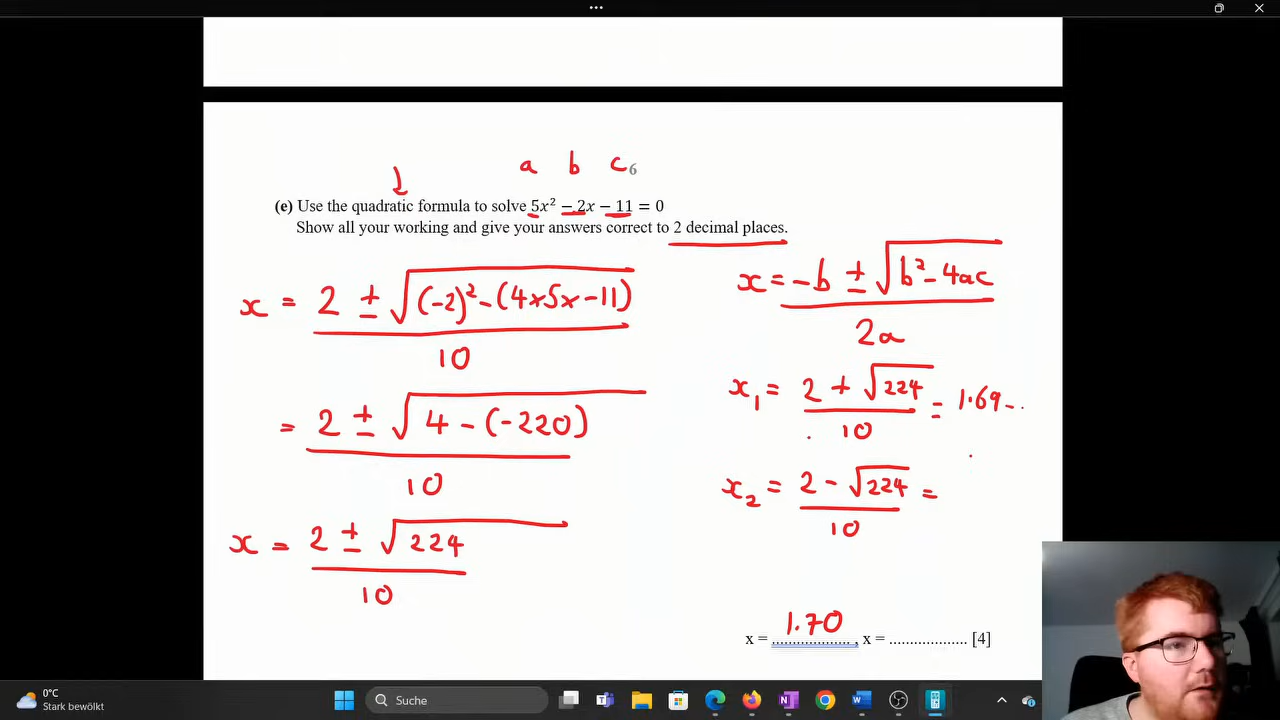 a b c 6
(e) Use the quadratic formula to solve 5x² − 2x − 11 = 0
Show all your working and give your answers correct to 2 decimal places.
x = 2 ± √(-2)² - (4x5x-11)
10
= 2 ± √4 - (-220)
10
x = 2 ± √224
10
x = -b ± √b² - 4ac
2a
x₁ = 2 + √224 = 1.69...
10
x₂ = 2 - √224 =
10
1.70
x = .................. , x = ................... [4]
0°C
Stark bewölkt
Suche